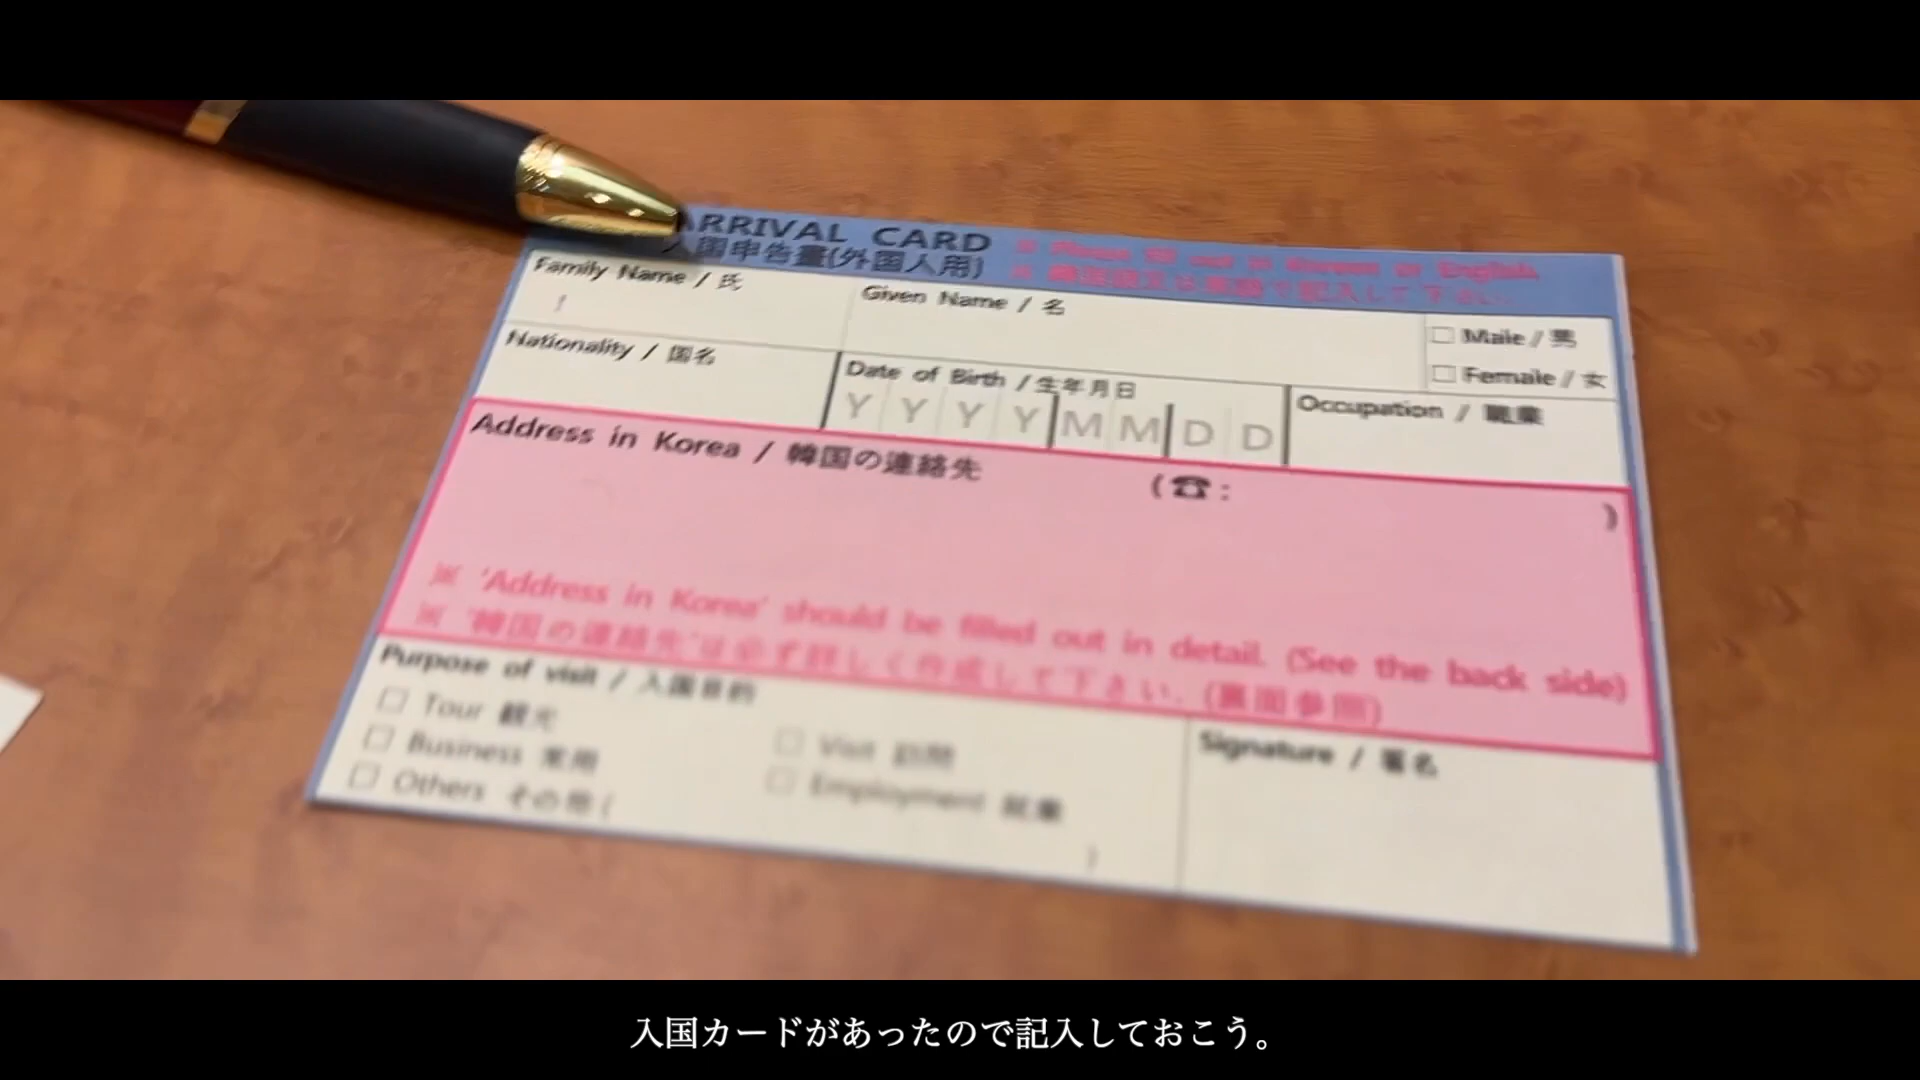 ARRIVAL CARD
入国申告書(外国人用)
※ Please fill out in Korean or English.
※ 韓国語又は英語で記入して下さい。
Family Name / 氏
Given Name / 名
□ Male / 男
□ Female / 女
Nationality / 国名
Date of Birth / 生年月日
Y Y Y Y M M D D
Occupation / 職業
Address in Korea / 韓国の連絡先
(☎: )
※ 'Address in Korea' should be filled out in detail. (See the back side)
※ '韓国の連絡先'は必ず詳しく作成して下さい. (裏面参照)
Purpose of visit / 入国目的
□ Tour 観光
□ Visit 訪問
□ Business 商用
□ Employment 就業
□ Others その他 ( )
Signature / 署名
入国カードがあったので記入しておこう。